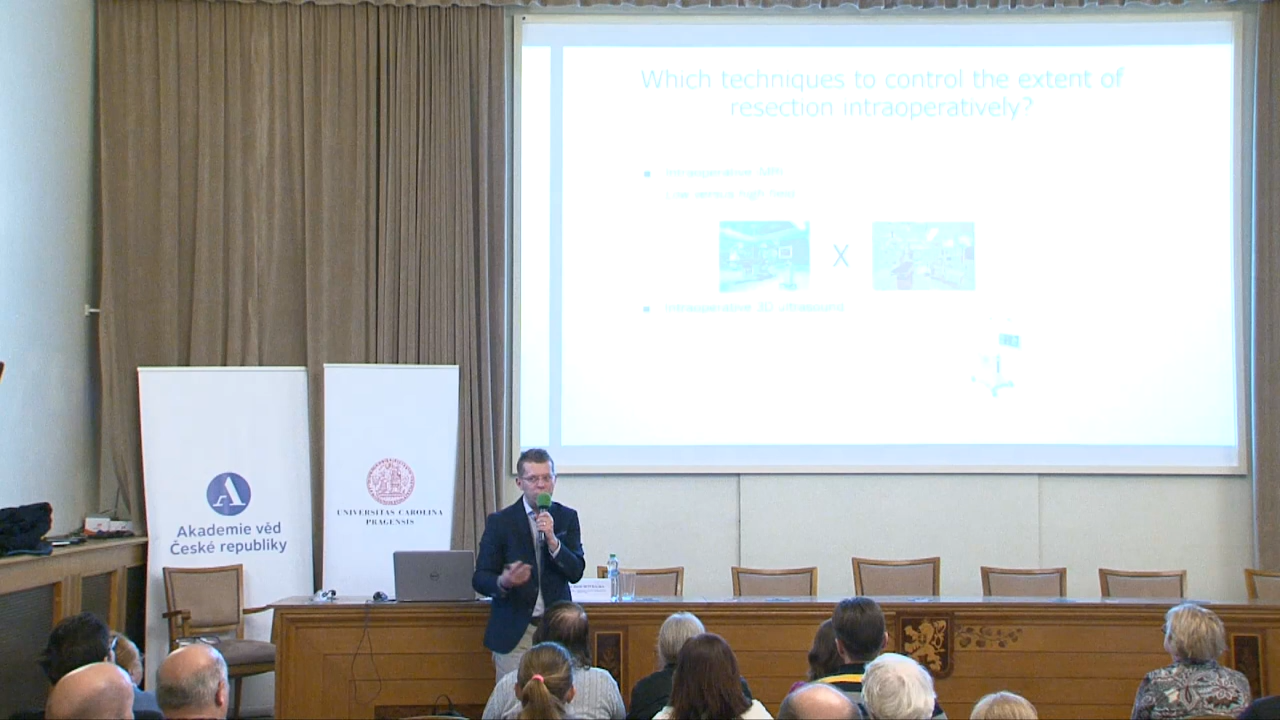 Which techniques to control the extent of
resection intraoperatively?
Intraoperative MRI
Low versus high field
X
Intraoperative 3D ultrasound
Akademie věd
České republiky
UNIVERSITAS CAROLINA
PRAGENSIS